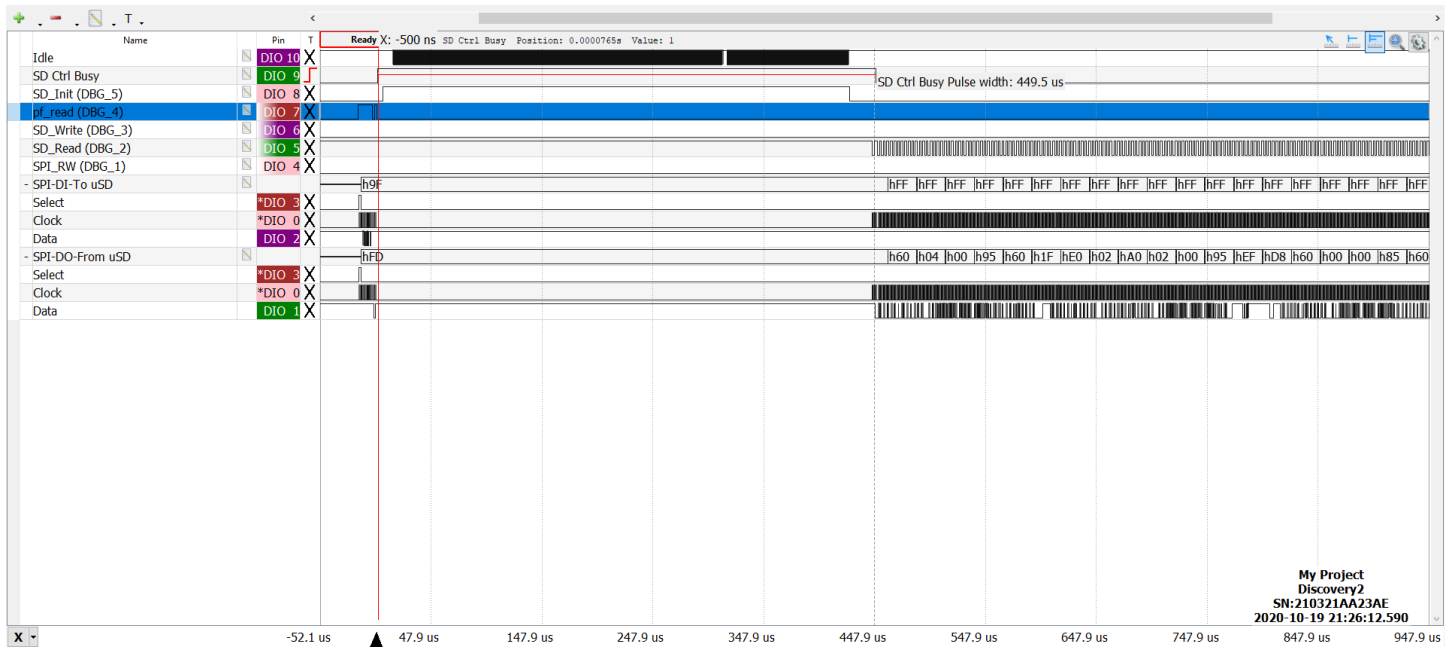 T
Name Pin T Ready X: -500 ns SD Ctrl Busy Position: 0.0000765s Value: 1
Idle DIO 10 X
SD Ctrl Busy DIO 9 SD Ctrl Busy Pulse width: 449.5 us
SD_Init (DBG_5) DIO 8 X
pf_read (DBG_4) DIO 7 X
SD_Write (DBG_3) DIO 6 X
SD_Read (DBG_2) DIO 5 X
SPI_RW (DBG_1) DIO 4 X
- SPI-DI-To uSD h9F hFF hFF hFF hFF hFF hFF hFF hFF hFF hFF hFF hFF hFF hFF hFF hFF hFF hFF hFF
Select *DIO 3 X
Clock *DIO 0 X
Data DIO 2 X
- SPI-DO-From uSD hFD h60 h04 h00 h95 h60 h1F hE0 h02 hA0 h02 h00 h95 hEF hD8 h60 h00 h00 h85 h60
Select *DIO 3 X
Clock *DIO 0 X
Data DIO 1 X
My Project
Discovery2
SN:210321AA23AE
2020-10-19 21:26:12.590
X -52.1 us 47.9 us 147.9 us 247.9 us 347.9 us 447.9 us 547.9 us 647.9 us 747.9 us 847.9 us 947.9 us